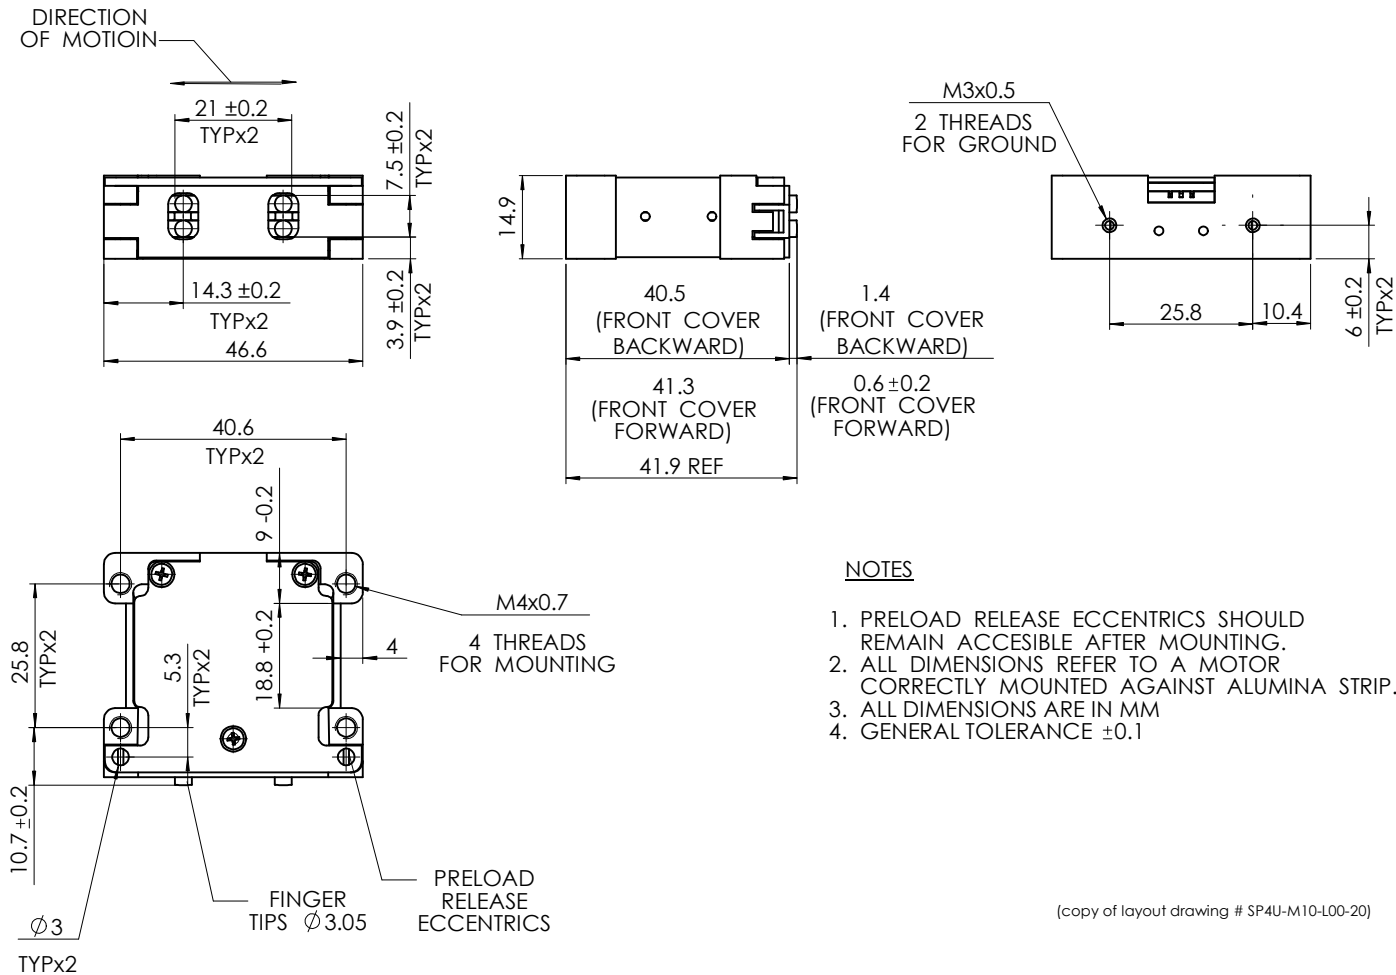 DIRECTION
OF MOTIOIN
21 ±0.2
TYPx2
7.5 ±0.2
TYPx2
14.3 ±0.2
TYPx2
46.6
3.9 ±0.2
TYPx2
14.9
40.5
(FRONT COVER
BACKWARD)
1.4
(FRONT COVER
BACKWARD)
41.3
(FRONT COVER
FORWARD)
0.6 ±0.2
(FRONT COVER
FORWARD)
41.9 REF
M3x0.5
2 THREADS
FOR GROUND
25.8
10.4
6 ±0.2
TYPx2
40.6
TYPx2
9 -0.2
18.8 +0.2
4
M4x0.7
4 THREADS
FOR MOUNTING
25.8
TYPx2
5.3
TYPx2
10.7 ±0.2
∅3
TYPx2
FINGER
TIPS ∅3.05
PRELOAD
RELEASE
ECCENTRICS
NOTES
1. PRELOAD RELEASE ECCENTRICS SHOULD
REMAIN ACCESIBLE AFTER MOUNTING.
2. ALL DIMENSIONS REFER TO A MOTOR
CORRECTLY MOUNTED AGAINST ALUMINA STRIP.
3. ALL DIMENSIONS ARE IN MM
4. GENERAL TOLERANCE ±0.1
(copy of layout drawing # SP4U-M10-L00-20)